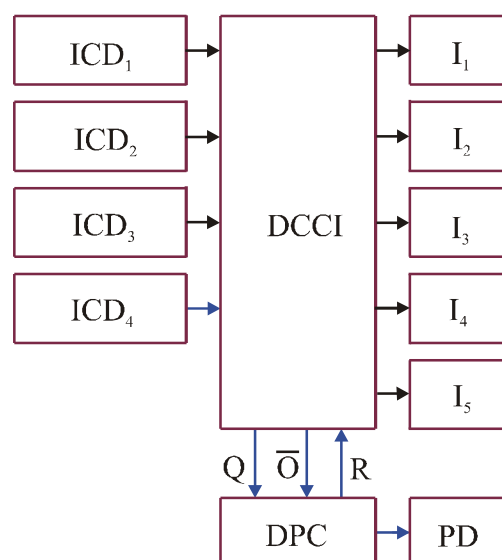 ICD₁
I₁
ICD₂
I₂
ICD₃
DCCI
I₃
ICD₄
I₄
I₅
Q
O̅
R
DPC
PD